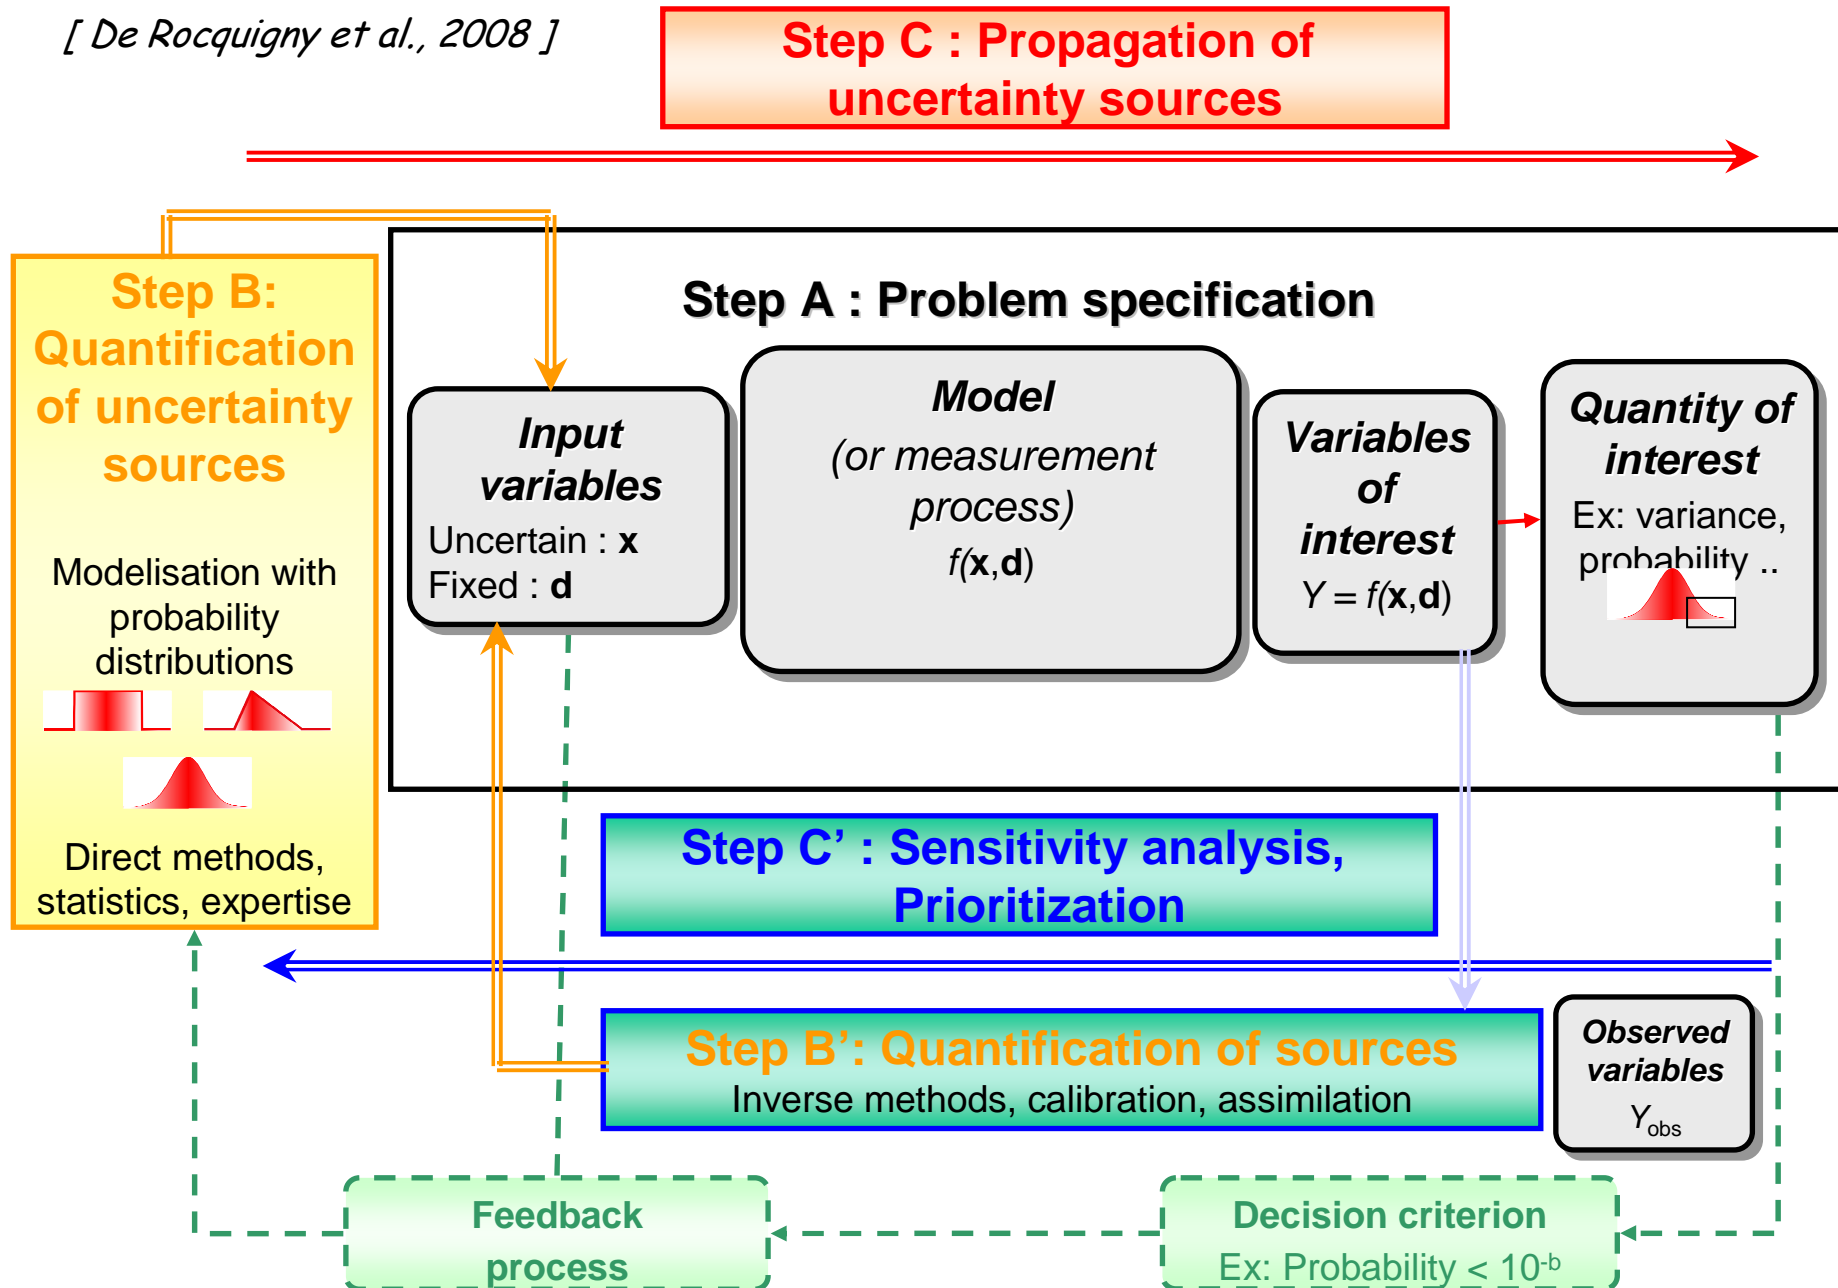 [ De Rocquigny et al., 2008 ]
Step C : Propagation of
uncertainty sources
Step B:
Quantification
of uncertainty
sources
Modelisation with
probability
distributions
Direct methods,
statistics, expertise
Step A : Problem specification
Input
variables
Uncertain : x
Fixed : d
Model
(or measurement
process)
f(x,d)
Variables
of
interest
Y = f(x,d)
Quantity of
interest
Ex: variance,
probability ..
Step C’ : Sensitivity analysis,
Prioritization
Step B’: Quantification of sources
Inverse methods, calibration, assimilation
Observed
variables
Yobs
Feedback
process
Decision criterion
Ex: Probability < 10-b